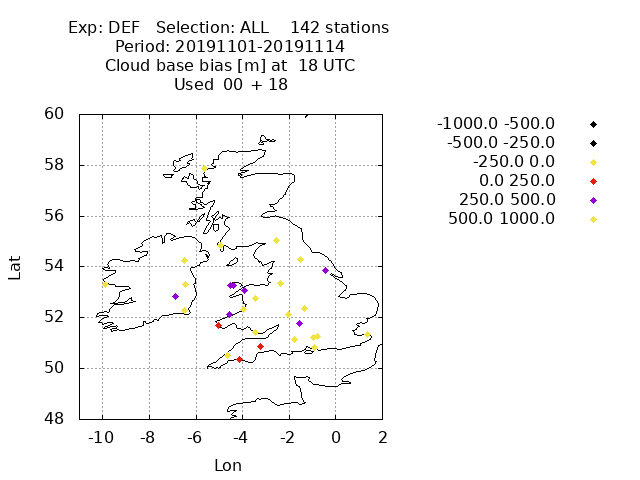 Exp: DEF Selection: ALL 142 stations
Period: 20191101-20191114
Cloud base bias [m] at 18 UTC
Used 00 + 18
-1000.0 -500.0
-500.0 -250.0
-250.0 0.0
0.0 250.0
250.0 500.0
500.0 1000.0
60
58
56
54
52
50
48
Lat
-10 -8 -6 -4 -2 0 2
Lon